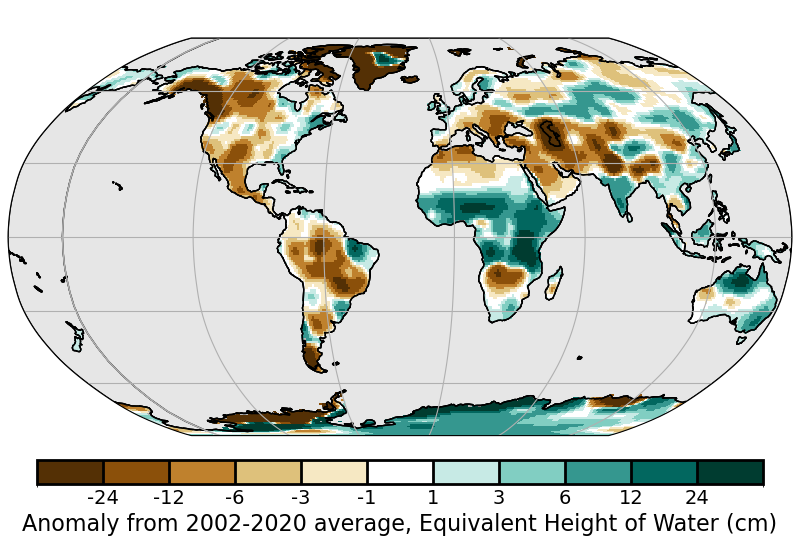 -24 -12 -6 -3 -1 1 3 6 12 24
Anomaly from 2002-2020 average, Equivalent Height of Water (cm)